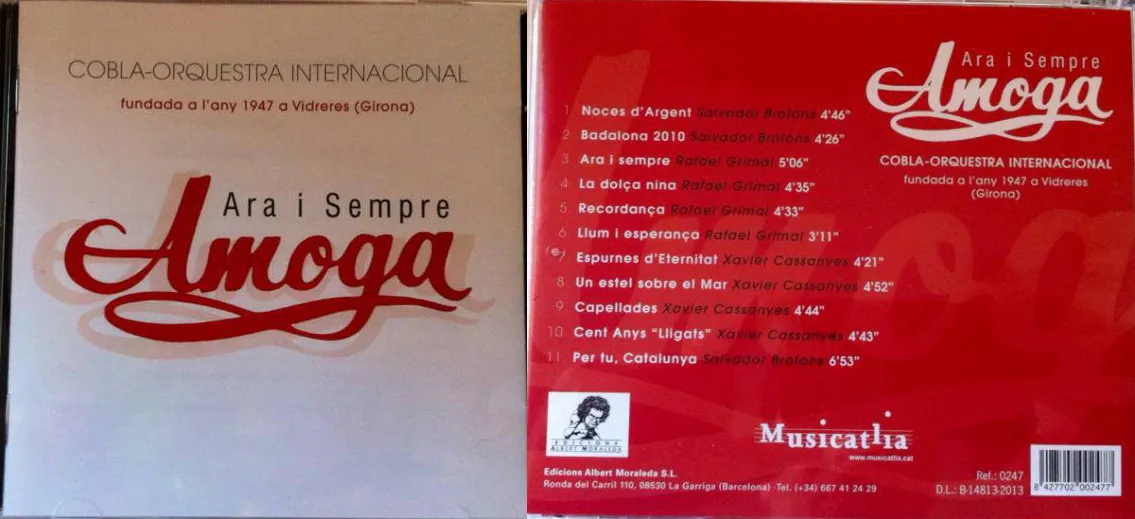 COBLA-ORQUESTRA INTERNACIONAL
fundada a l'any 1947 a Vidreres (Girona)
Ara i Sempre
Amoga
Ara i Sempre
Amoga
COBLA-ORQUESTRA INTERNACIONAL
fundada a l'any 1947 a Vidreres
(Girona)
1 Noces d'Argent Salvador Brotons 4'46"
2 Badalona 2010 Salvador Brotons 4'26"
3 Ara i sempre Rafael Grimal 5'06"
4 La dolça nina Rafael Grimal 4'35"
5 Recordança Rafael Grimal 4'33"
6 Llum i esperança Rafael Grimal 3'11"
7 Espurnes d'Eternitat Xavier Cassanyes 4'21"
8 Un estel sobre el Mar Xavier Cassanyes 4'52"
9 Capellades Xavier Cassanyes 4'44"
10 Cent Anys "Lligats" Xavier Cassanyes 4'43"
11 Per tu, Catalunya Salvador Brotons 6'53"
EDICIONS
ALBERT MORALEDA
Musicatlia
www.musicatlia.cat
Edicions Albert Moraleda S.L.
Ronda del Carril 110, 08530 La Garriga (Barcelona) · Tel. (+34) 667 41 24 29
Ref.: 0247
D.L.: B-14813-2013
8 427702 002477